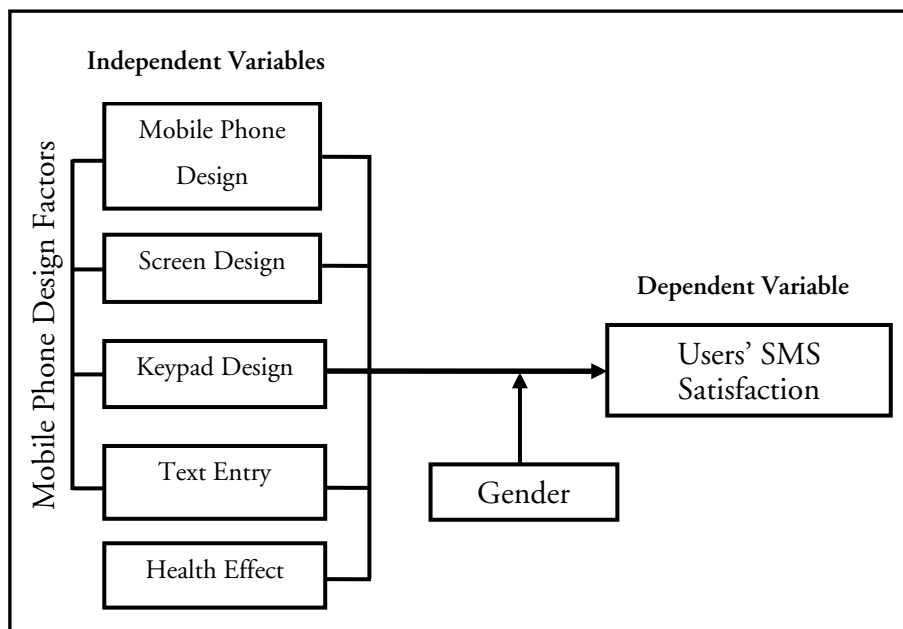 Independent Variables
Mobile Phone Design Factors
Mobile Phone
Design
Screen Design
Keypad Design
Text Entry
Health Effect
Gender
Dependent Variable
Users’ SMS
Satisfaction